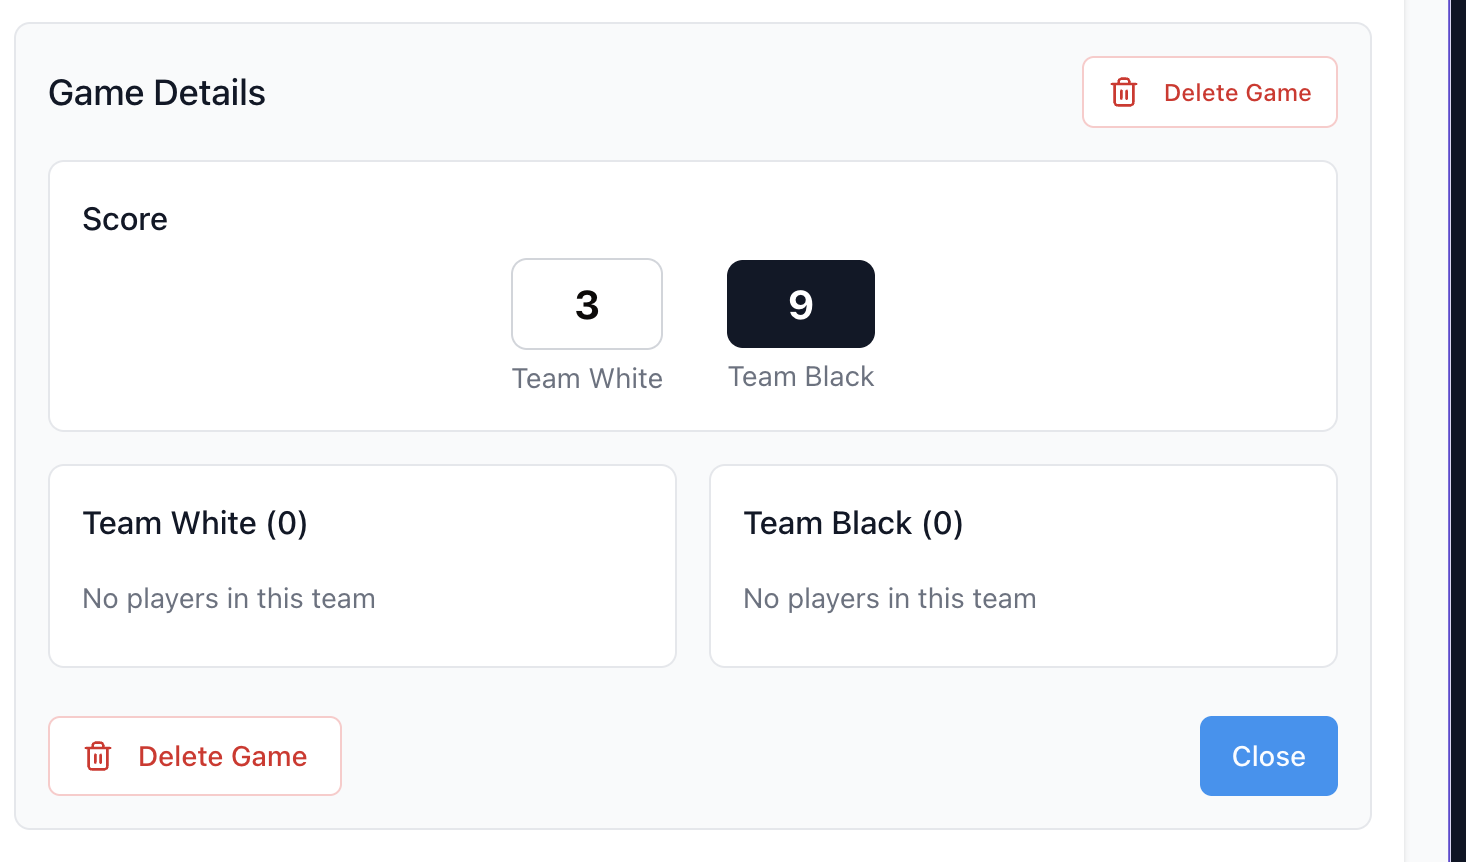 Game Details
Delete Game
Score
3
9
Team White
Team Black
Team White (0)
Team Black (0)
No players in this team
No players in this team
Delete Game
Close